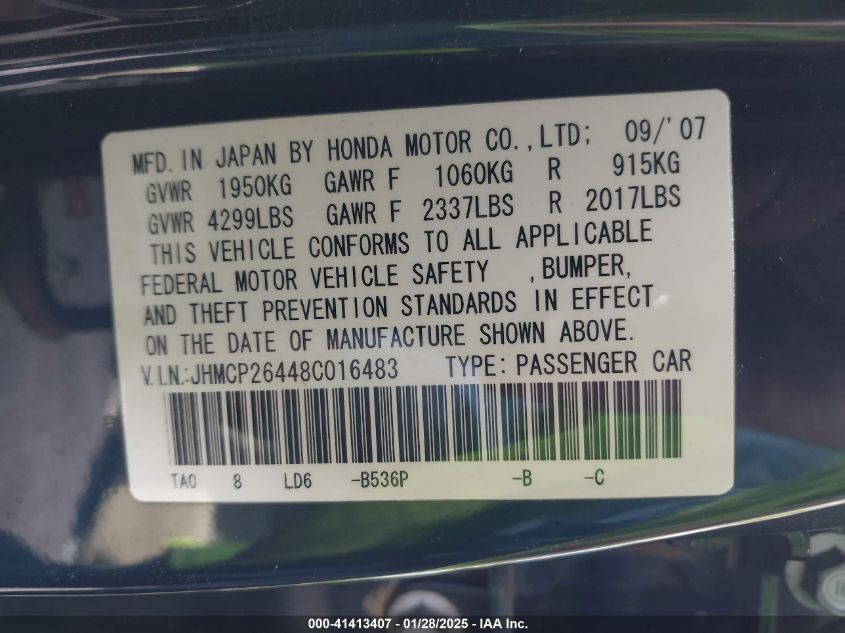 MFD. IN JAPAN BY HONDA MOTOR CO.,LTD; 09/'07
GVWR 1950KG GAWR F 1060KG R 915KG
GVWR 4299LBS GAWR F 2337LBS R 2017LBS
THIS VEHICLE CONFORMS TO ALL APPLICABLE
FEDERAL MOTOR VEHICLE SAFETY ,BUMPER,
AND THEFT PREVENTION STANDARDS IN EFFECT
ON THE DATE OF MANUFACTURE SHOWN ABOVE.
V.I.N.:JHMCP26448C016483 TYPE: PASSENGER CAR
TA0 8 LD6 -B536P -B -C
000-41413407 / 01/28/2025 / IAA Inc.